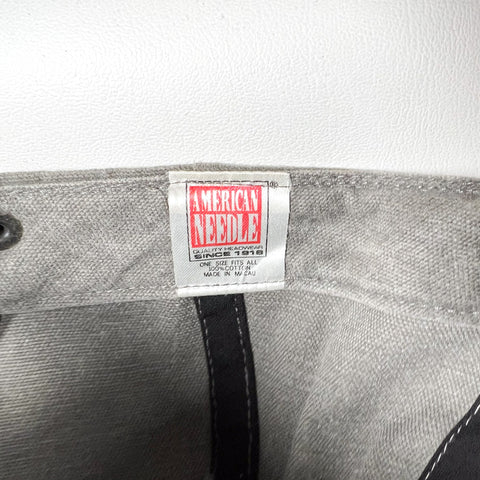 AMERICAN
NEEDLE
QUALITY HEADWEAR
SINCE 1918
ONE SIZE FITS ALL
100% COTTON
MADE IN MACAU